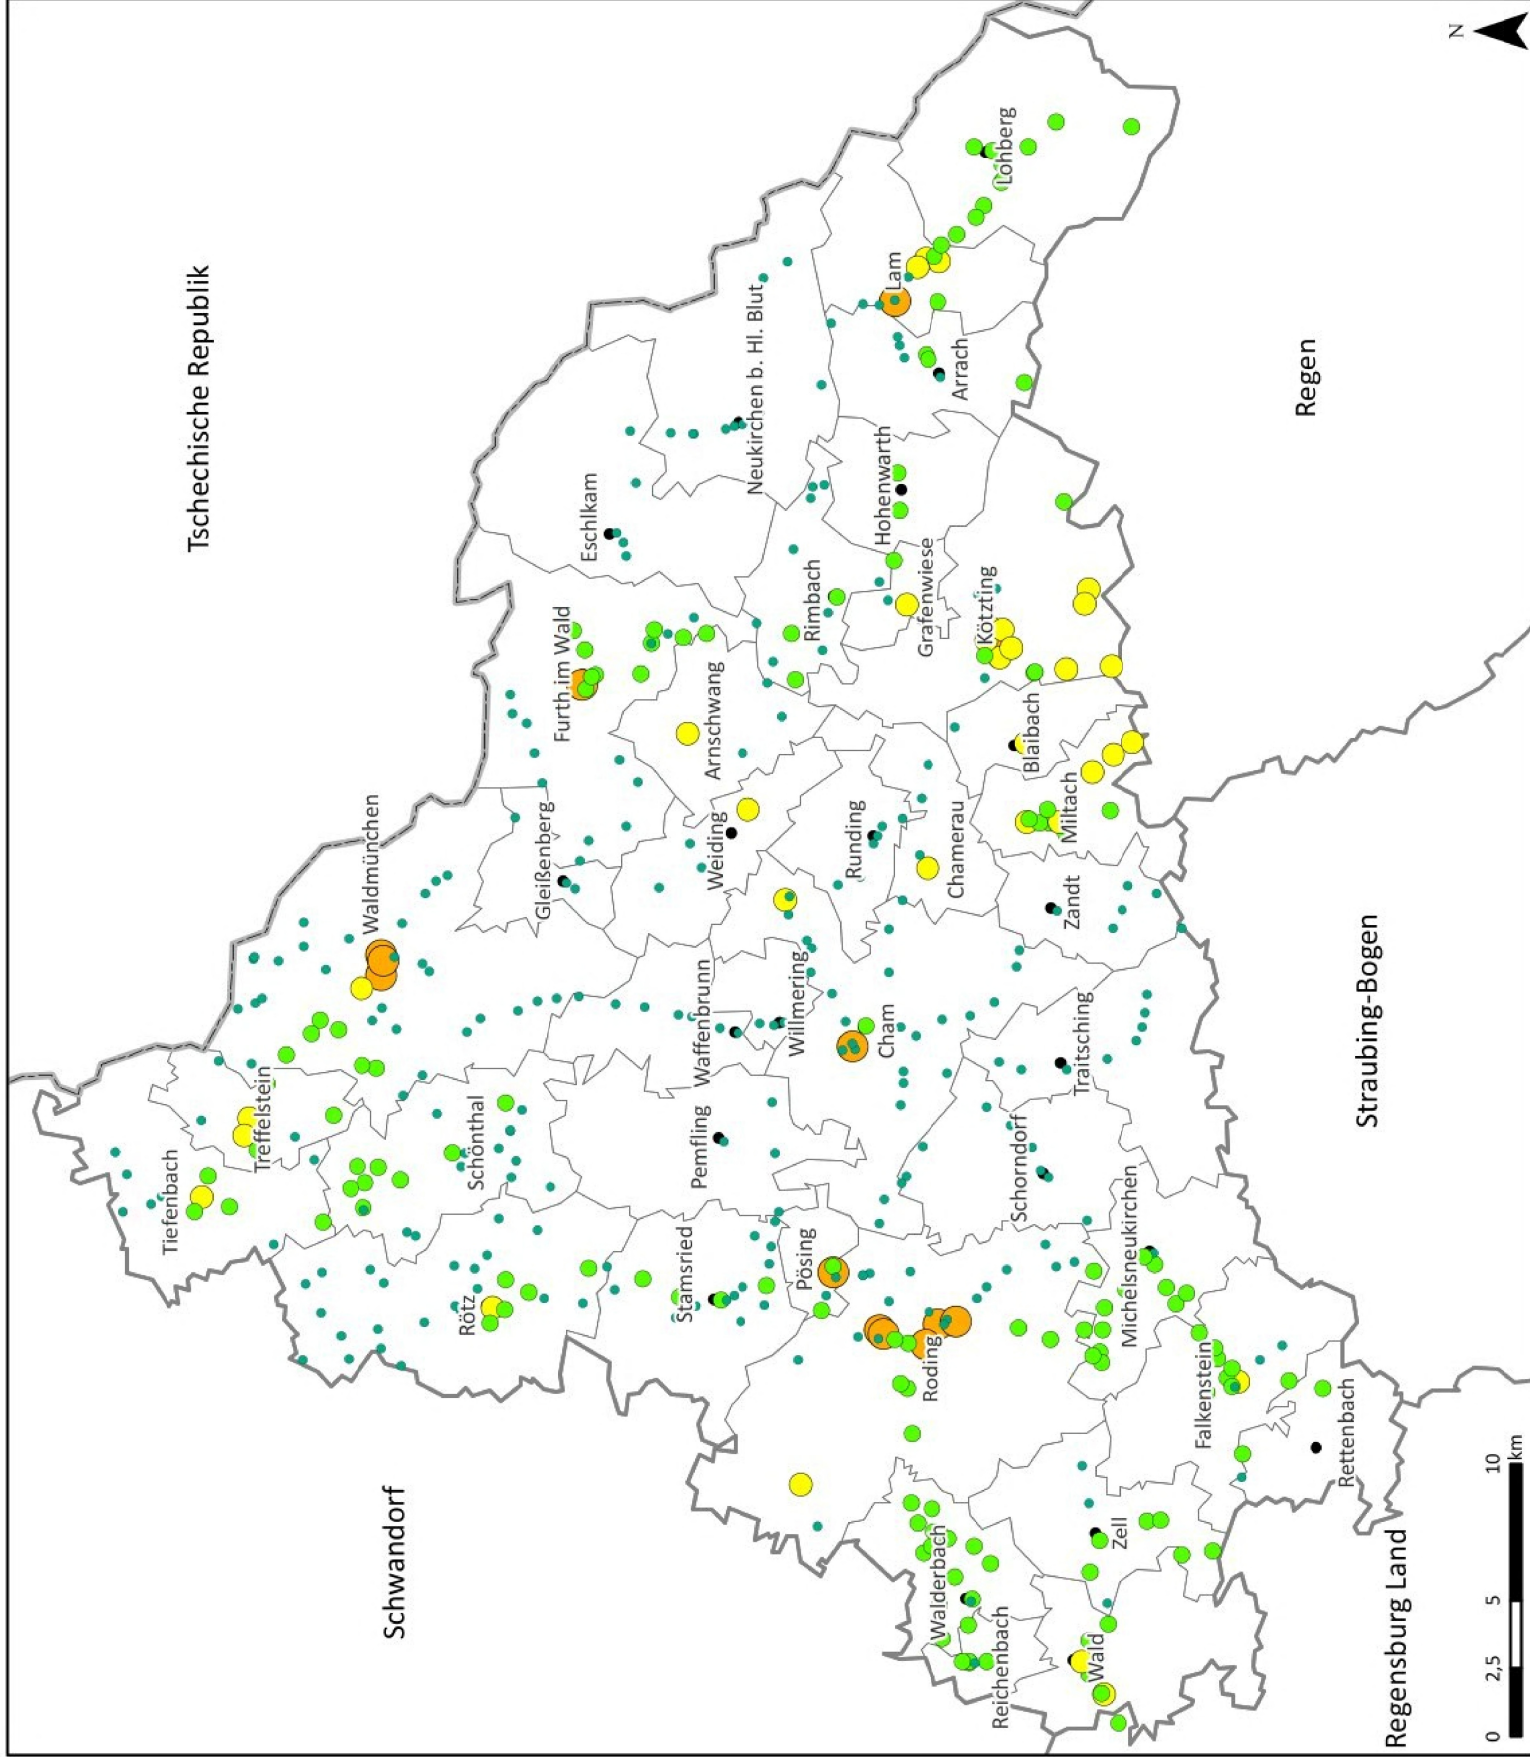 Tschechische Republik
Schwandorf
Regen
Straubing-Bogen
Regensburg Land
Tiefenbach
Treffelstein
Waldmünchen
Rötz
Schönthal
Gleißenberg
Furth im Wald
Eschlkam
Neukirchen b. Hl. Blut
Stamsried
Pemfling
Waffenbrunn
Weiding
Arnschwang
Willmering
Pösing
Cham
Runding
Rimbach
Hohenwarth
Grafenwiese
Lam
Arrach
Lohberg
Roding
Chamerau
Kötzting
Blaibach
Miltach
Walderbach
Reichenbach
Schorndorf
Traitsching
Zandt
Michelsneukirchen
Zell
Wald
Falkenstein
Rettenbach
N
0 2,5 5 10
km